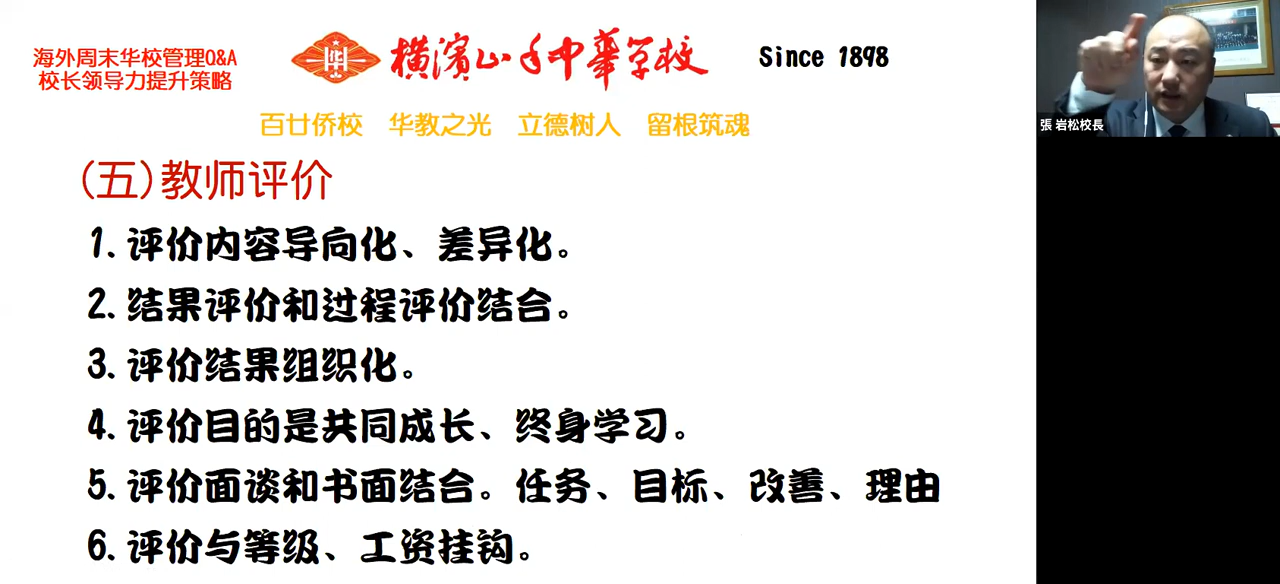 海外周末华校管理Q&A
校长领导力提升策略
華
横濱山手中華学校
Since 1898
百廿侨校 华教之光 立德树人 留根筑魂
(五)教师评价
1. 评价内容导向化、差异化。
2. 结果评价和过程评价结合。
3. 评价结果组织化。
4. 评价目的是共同成长、终身学习。
5. 评价面谈和书面结合。任务、目标、改善、理由
6. 评价与等级、工资挂钩。
張 岩松校長